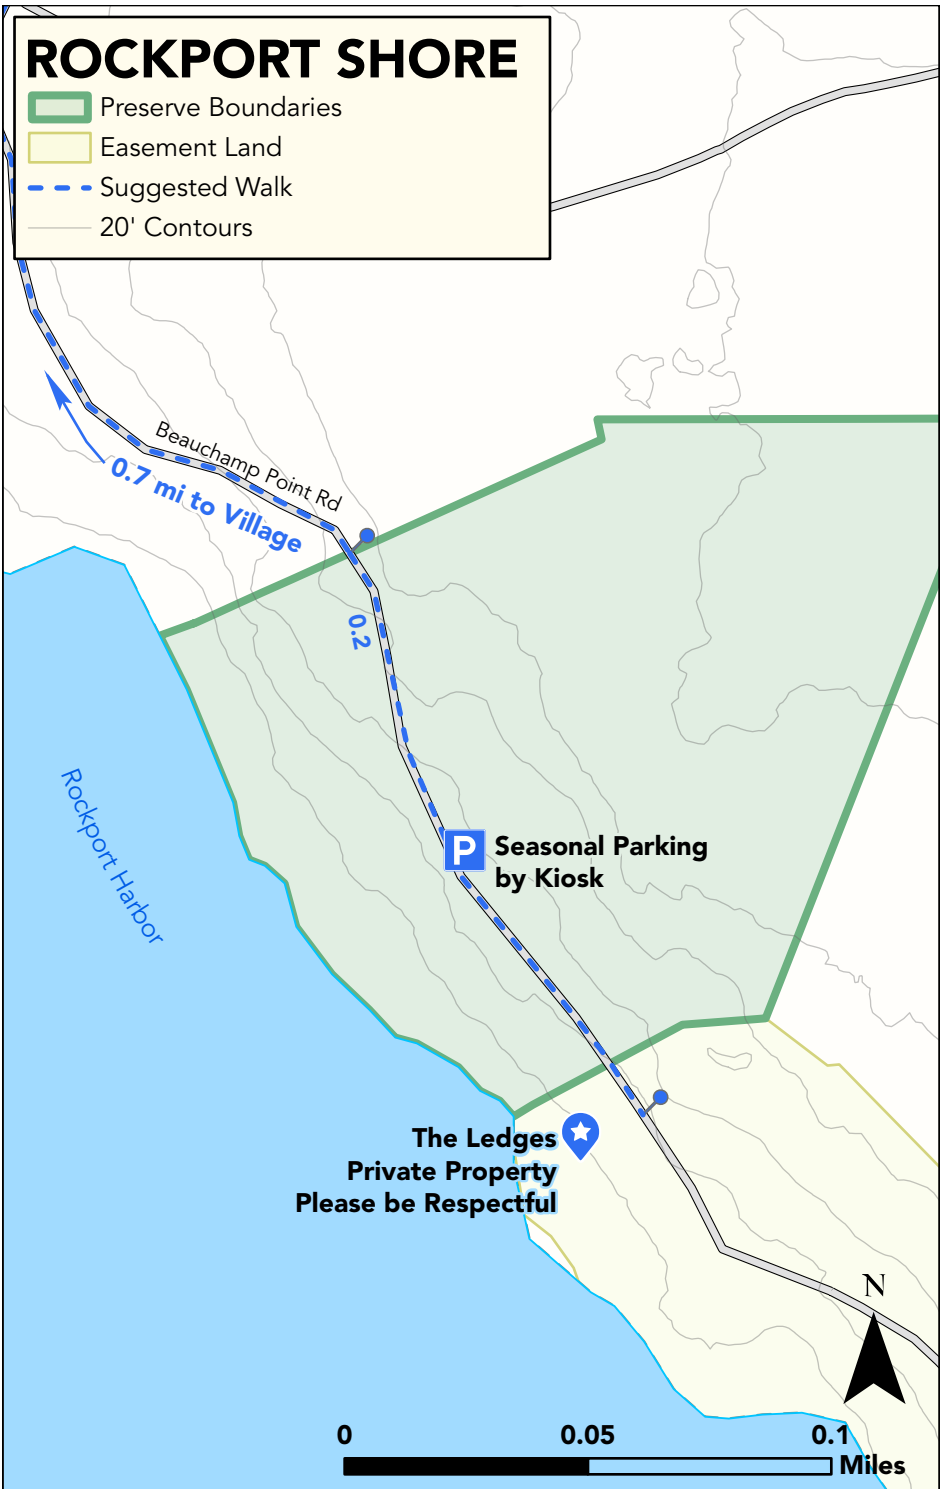 ROCKPORT SHORE
Preserve Boundaries
Easement Land
Suggested Walk
20' Contours
Beauchamp Point Rd
0.7 mi to Village
0.2
Rockport Harbor
P
Seasonal Parking
by Kiosk
The Ledges
Private Property
Please be Respectful
N
0 0.05 0.1
Miles